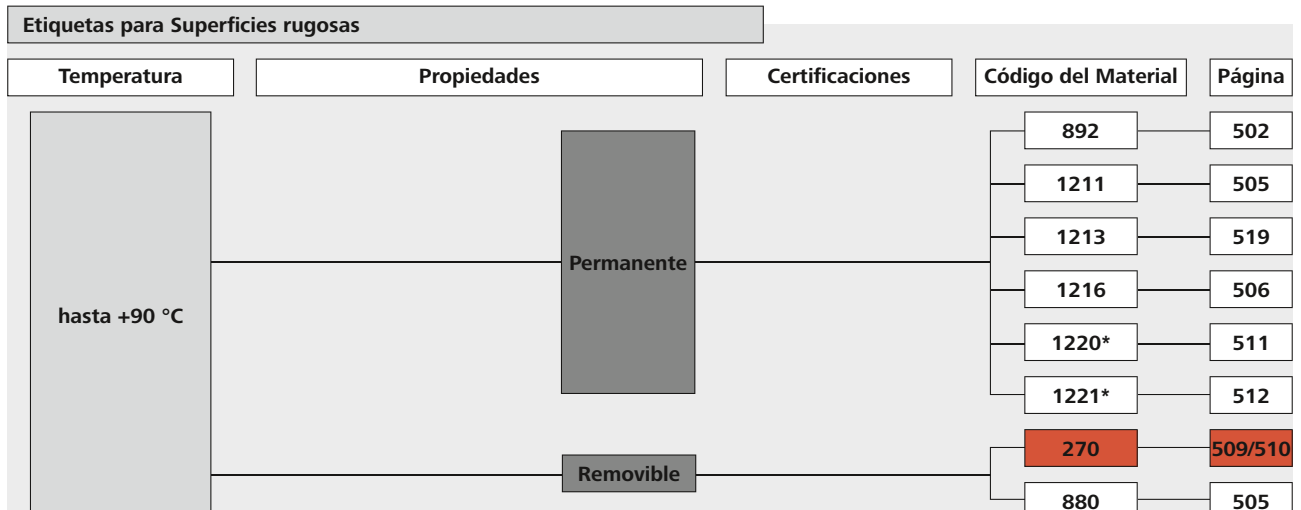 Etiquetas para Superficies rugosas
Temperatura Propiedades Certificaciones Código del Material Página
892 502
1211 505
1213 519
Permanente
1216 506
hasta +90 °C
1220* 511
1221* 512
270 509/510
Removible
880 505